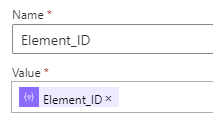 Name *
Element_ID
Value *
{v} Element_ID ×